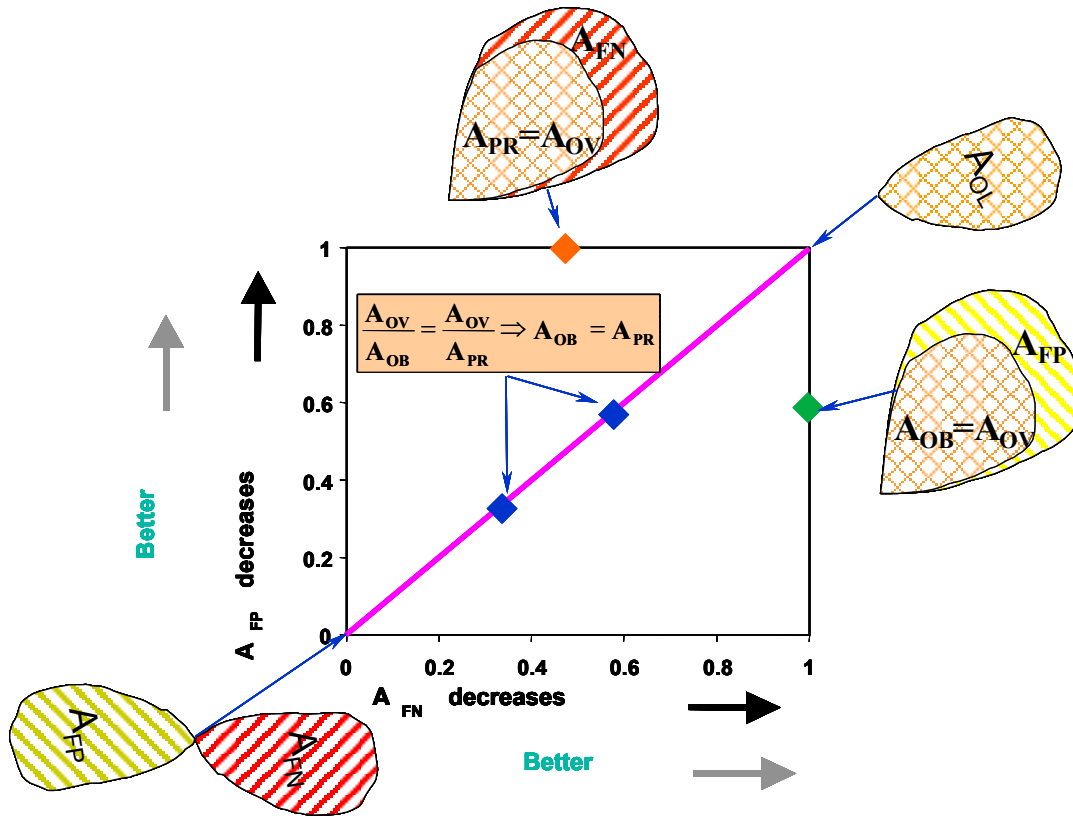 A_FN
A_PR=A_OV
A_OL
A_FP
A_OB=A_OV
A_OV/A_OB = A_OV/A_PR ⇒ A_OB = A_PR
1
0.8
0.6
0.4
0.2
0
0 0.2 0.4 0.6 0.8 1
A_FP decreases
Better
A_FN decreases
Better
A_FP
A_FN